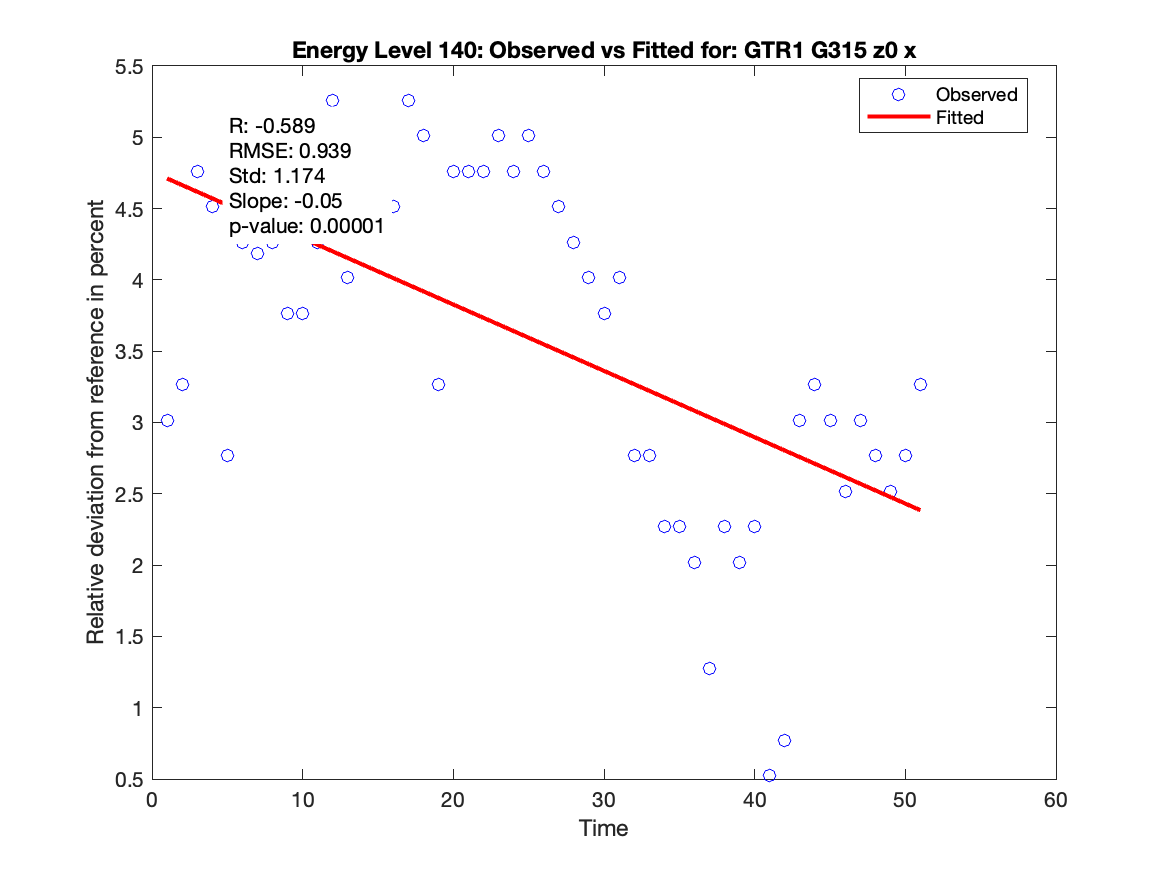 Energy Level 140: Observed vs Fitted for: GTR1 G315 z0 x
Observed
Fitted
R: -0.589
RMSE: 0.939
Std: 1.174
Slope: -0.05
p-value: 0.00001
Relative deviation from reference in percent
5.5
5
4.5
4
3.5
3
2.5
2
1.5
1
0.5
0 10 20 30 40 50 60
Time